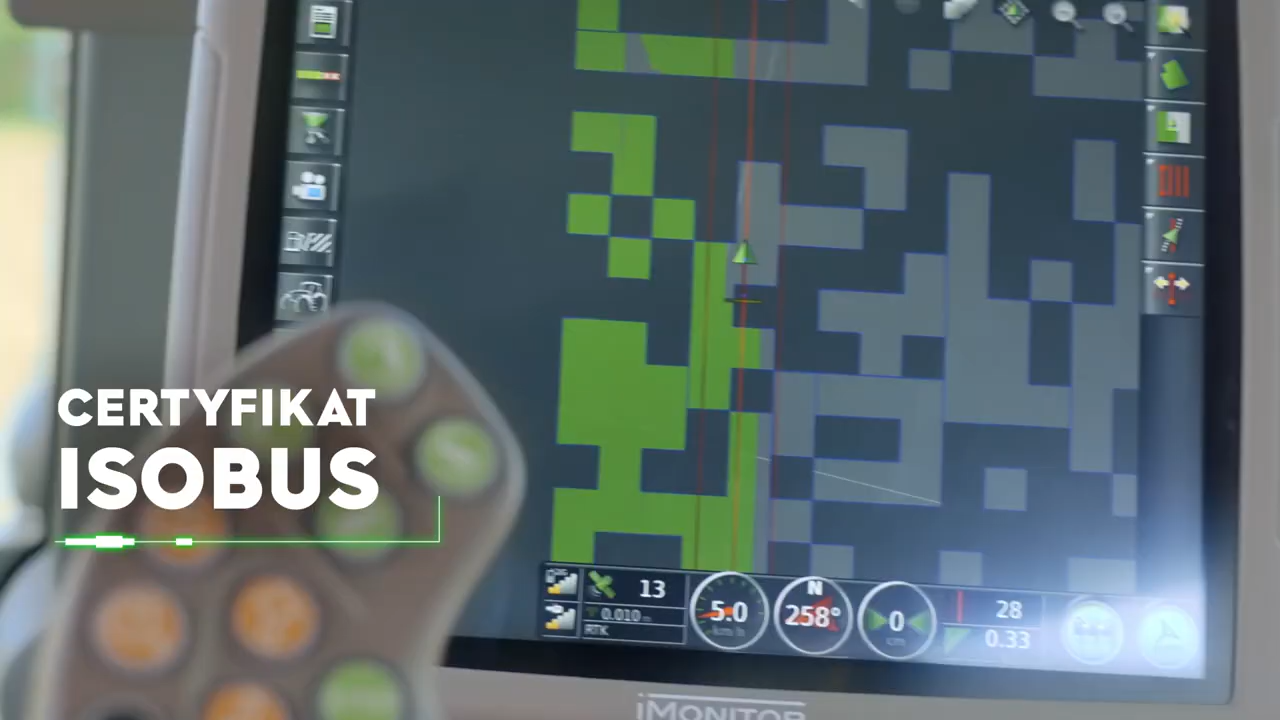 CERTYFIKAT
ISOBUS
13
0.010 m
RTK
5.0
km/h
N
258°
0
cm
28
0.33
iMONITOR